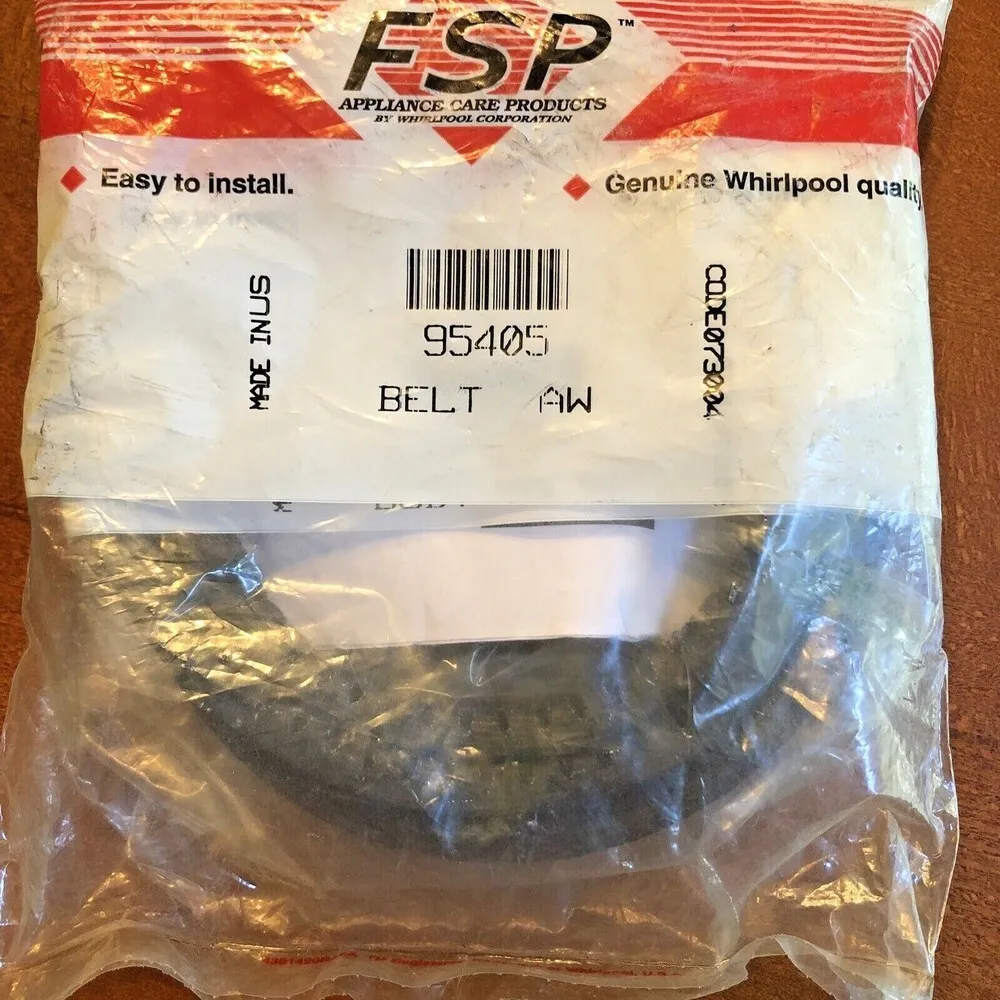 FSP™
APPLIANCE CARE PRODUCTS
BY WHIRLPOOL CORPORATION
Easy to install.
Genuine Whirlpool quality
MADE IN US
95405
BELT AW
CODE073004